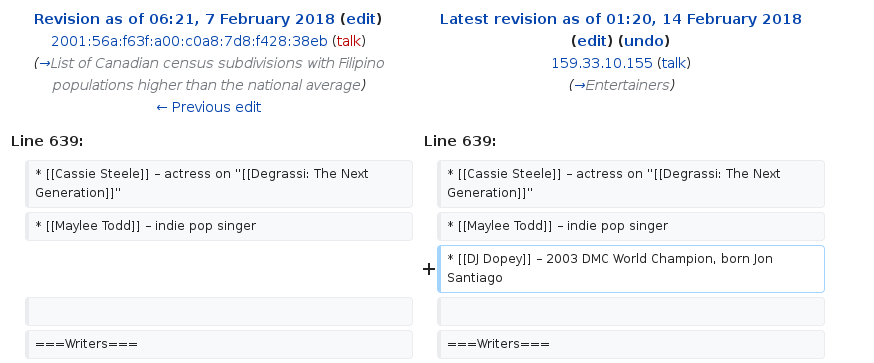 Revision as of 06:21, 7 February 2018 (edit)
2001:56a:f63f:a00:c0a8:7d8:f428:38eb (talk)
(→List of Canadian census subdivisions with Filipino
populations higher than the national average)
← Previous edit
Latest revision as of 01:20, 14 February 2018
(edit) (undo)
159.33.10.155 (talk)
(→Entertainers)
Line 639:
Line 639:
* [[Cassie Steele]] – actress on "[[Degrassi: The Next
Generation]]"
* [[Cassie Steele]] – actress on "[[Degrassi: The Next
Generation]]"
* [[Maylee Todd]] – indie pop singer
* [[Maylee Todd]] – indie pop singer
+
* [[DJ Dopey]] – 2003 DMC World Champion, born Jon
Santiago
===Writers===
===Writers===